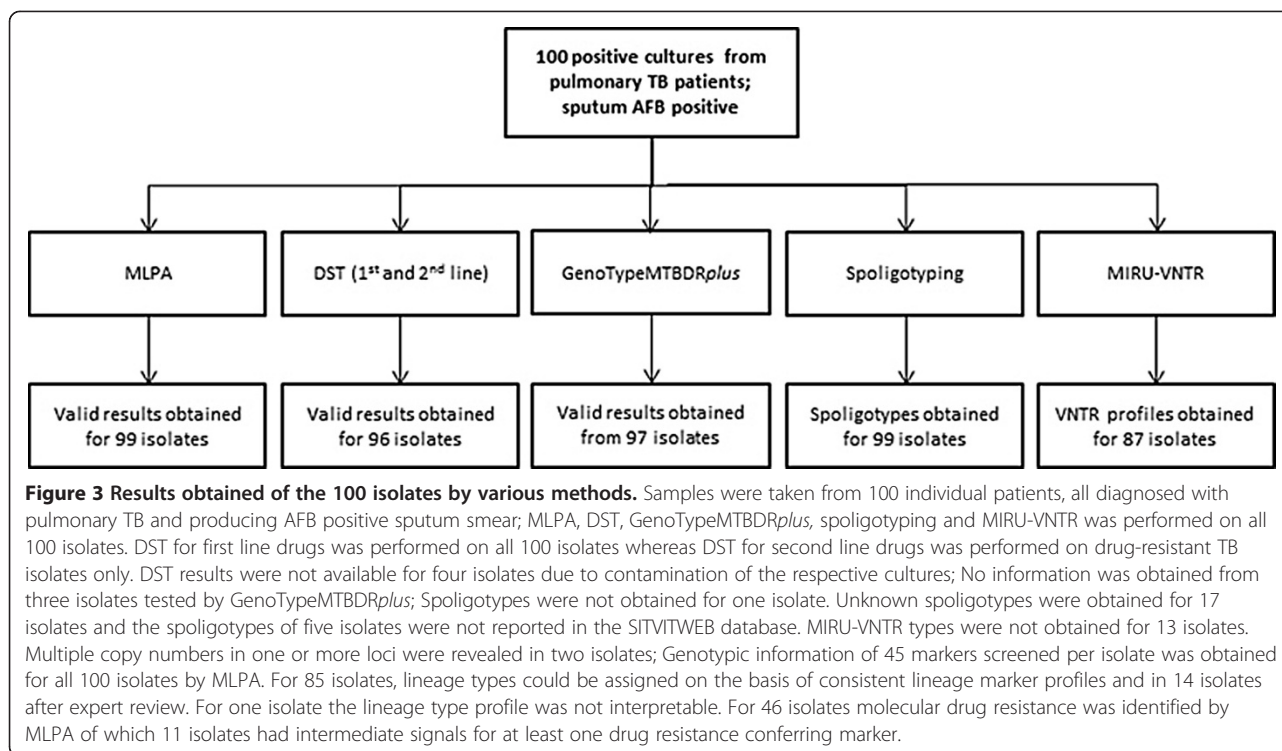 100 positive cultures from
pulmonary TB patients;
sputum AFB positive
MLPA
DST (1st and 2nd line)
GenoTypeMTBDRplus
Spoligotyping
MIRU-VNTR
Valid results obtained
for 99 isolates
Valid results obtained
for 96 isolates
Valid results obtained
from 97 isolates
Spoligotypes obtained
for 99 isolates
VNTR profiles obtained
for 87 isolates
Figure 3 Results obtained of the 100 isolates by various methods. Samples were taken from 100 individual patients, all diagnosed with
pulmonary TB and producing AFB positive sputum smear; MLPA, DST, GenoTypeMTBDRplus, spoligotyping and MIRU-VNTR was performed on all
100 isolates. DST for first line drugs was performed on all 100 isolates whereas DST for second line drugs was performed on drug-resistant TB
isolates only. DST results were not available for four isolates due to contamination of the respective cultures; No information was obtained from
three isolates tested by GenoTypeMTBDRplus; Spoligotypes were not obtained for one isolate. Unknown spoligotypes were obtained for 17
isolates and the spoligotypes of five isolates were not reported in the SITVITWEB database. MIRU-VNTR types were not obtained for 13 isolates.
Multiple copy numbers in one or more loci were revealed in two isolates; Genotypic information of 45 markers screened per isolate was obtained
for all 100 isolates by MLPA. For 85 isolates, lineage types could be assigned on the basis of consistent lineage marker profiles and in 14 isolates
after expert review. For one isolate the lineage type profile was not interpretable. For 46 isolates molecular drug resistance was identified by
MLPA of which 11 isolates had intermediate signals for at least one drug resistance conferring marker.